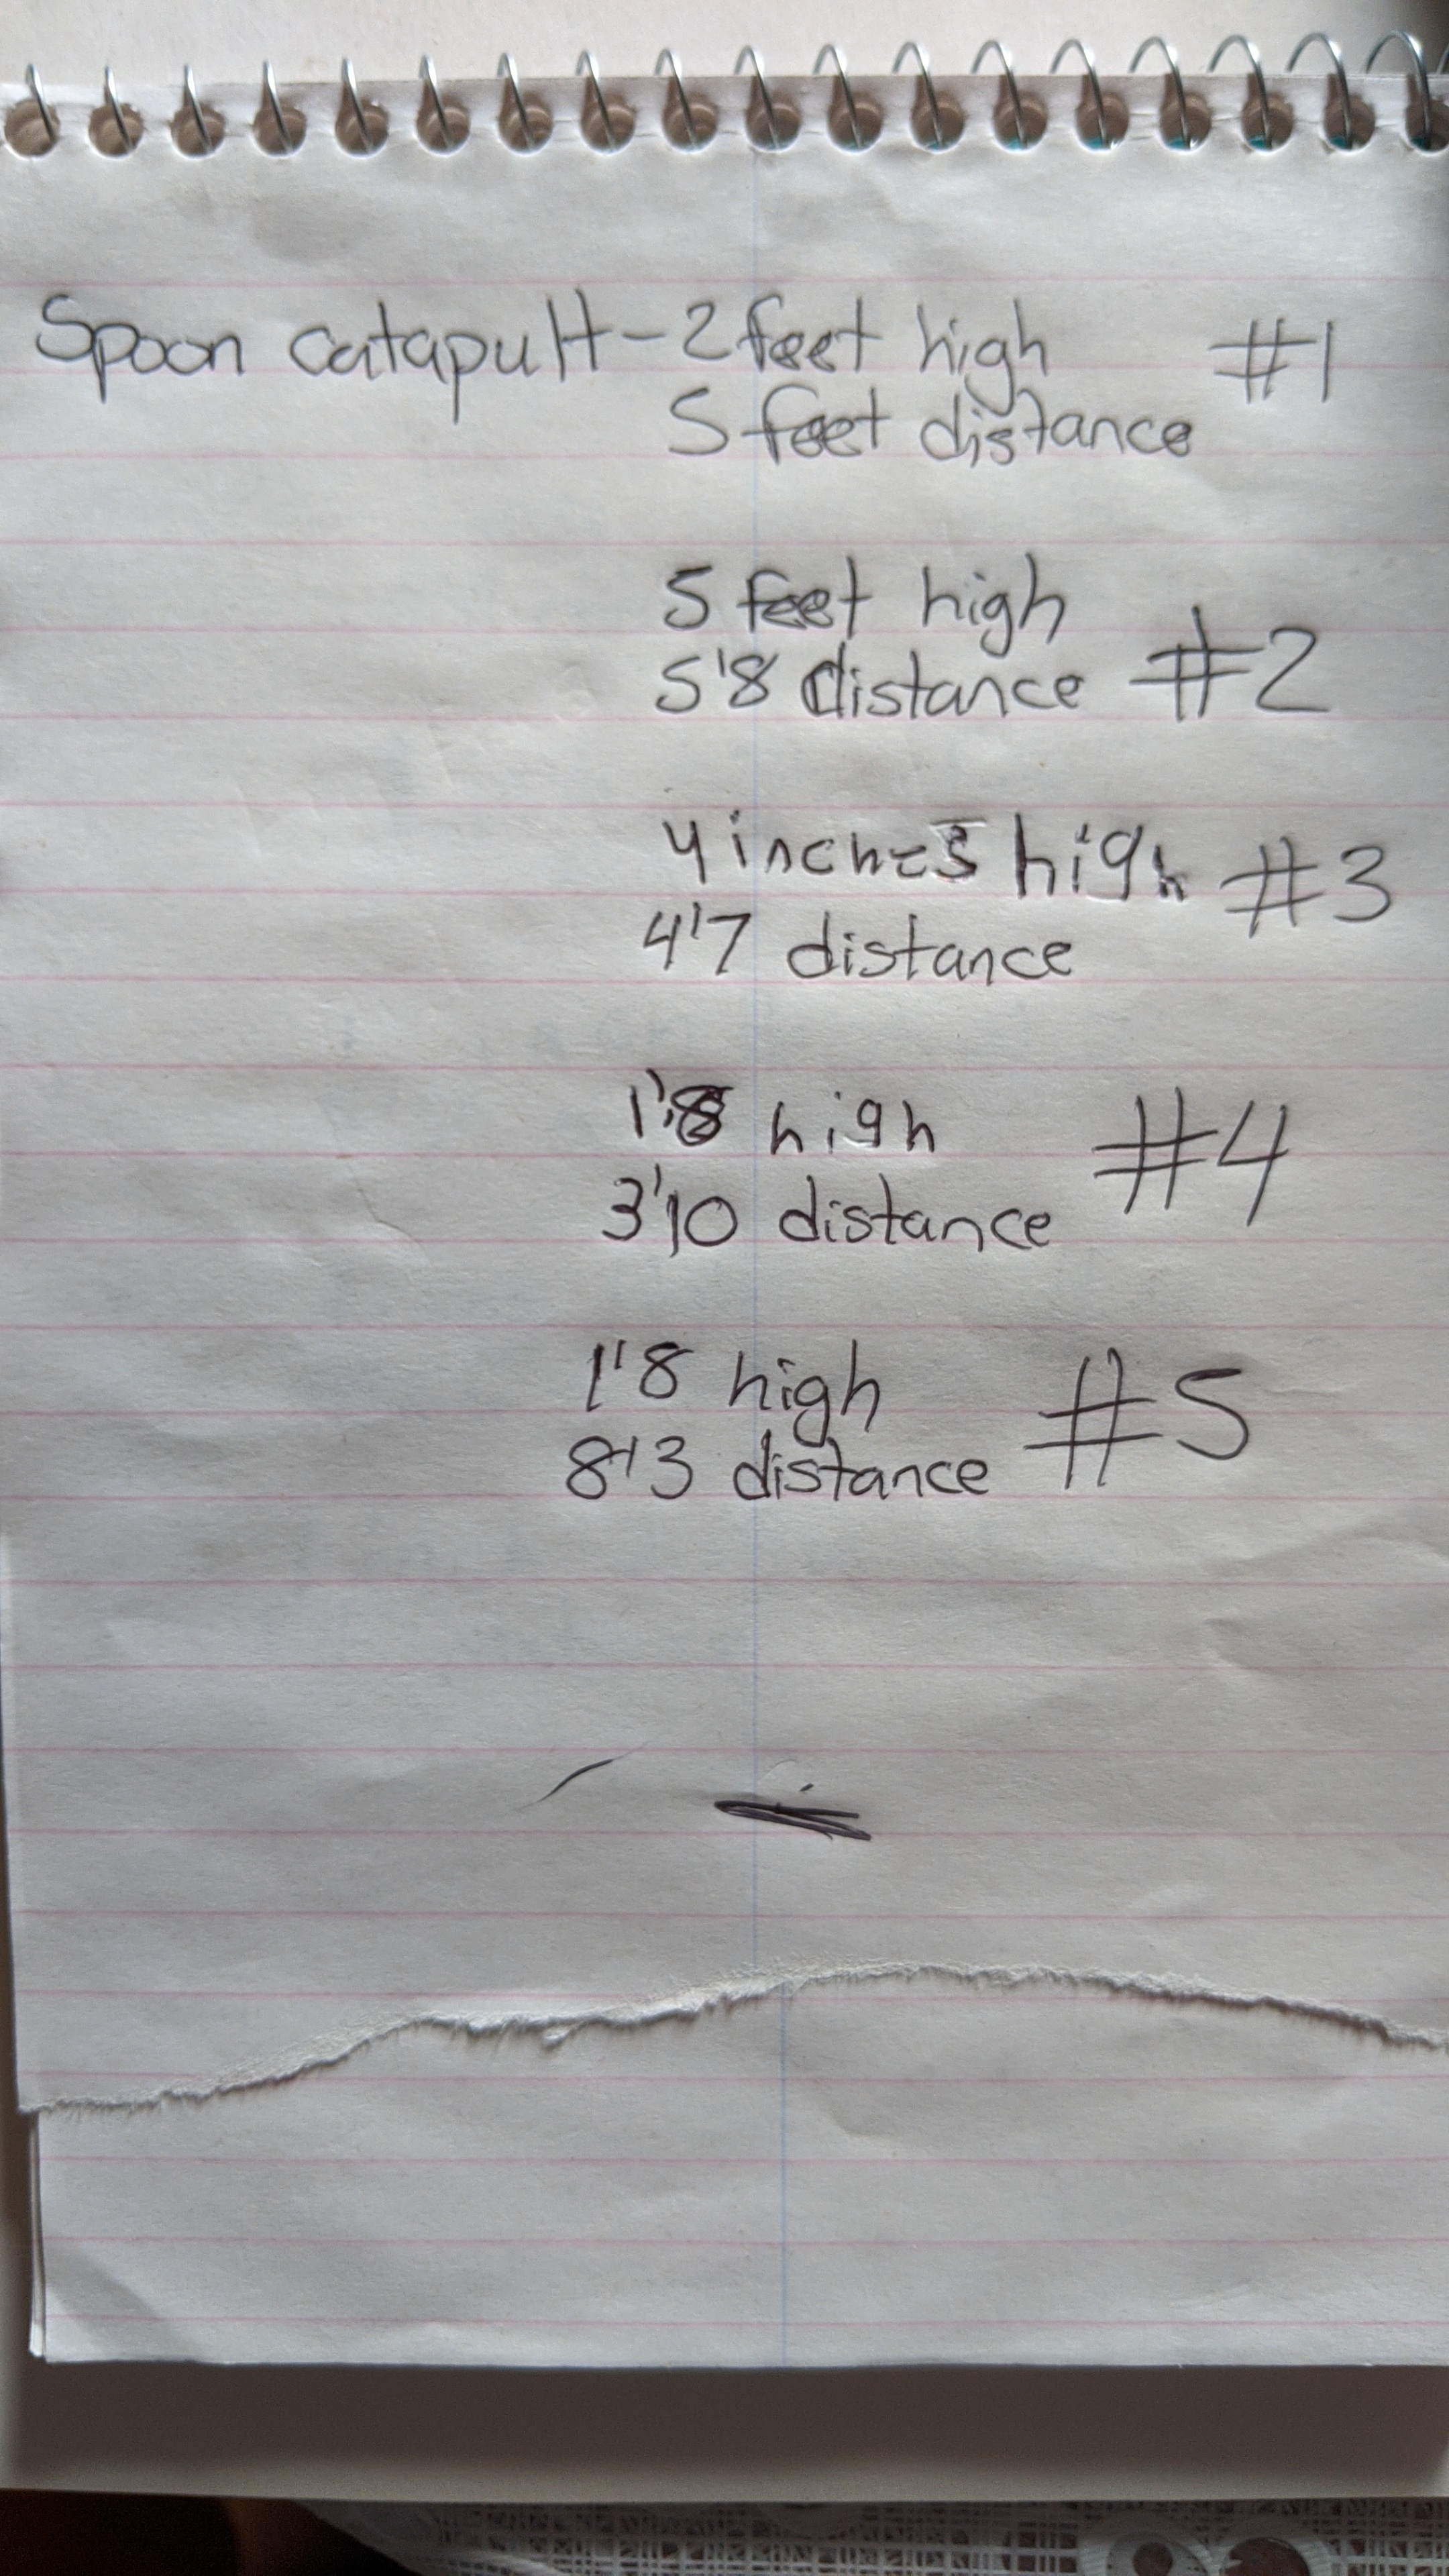 Spoon catapult - 2 feet high #1
5 feet distance
5 feet high
5'8 distance #2
4 inches high #3
4'7 distance
1'8 high #4
3'10 distance
1'8 high #5
8'3 distance